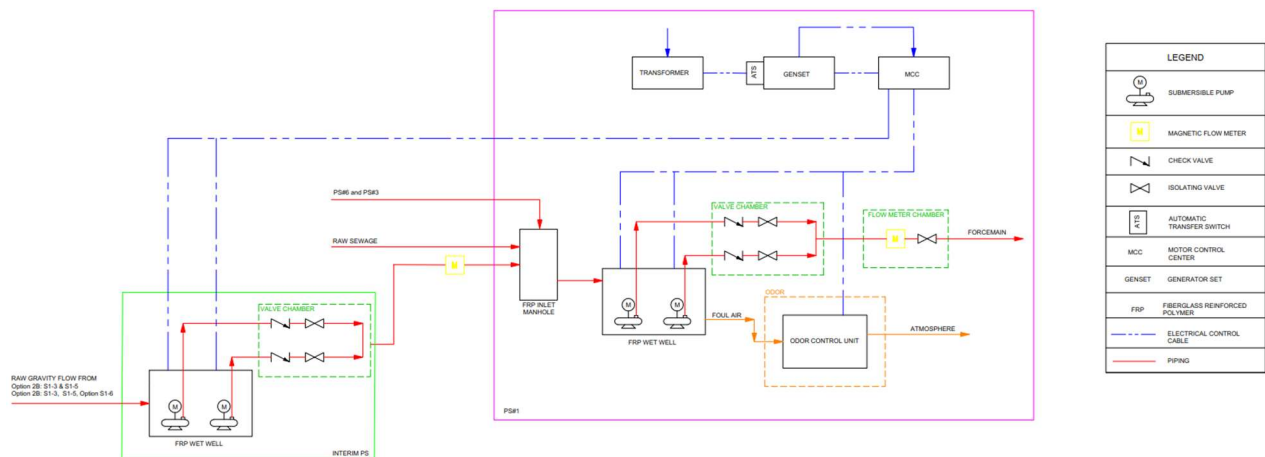 TRANSFORMER
ATS
GENSET
MCC
PS#6 and PS#3
RAW SEWAGE
M
FRP INLET
MANHOLE
VALVE CHAMBER
M
M
FRP WET WELL
FLOW METER CHAMBER
M
FORCEMAIN
FOUL AIR
ODOR
ODOR CONTROL UNIT
ATMOSPHERE
PS#1
VALVE CHAMBER
RAW GRAVITY FLOW FROM
Option 2B: S1-3 & S1-5
Option 2B: S1-3, S1-5, Option S1-6
M
M
FRP WET WELL
INTERIM PS
LEGEND
M
SUBMERSIBLE PUMP
M
MAGNETIC FLOW METER
CHECK VALVE
ISOLATING VALVE
ATS
AUTOMATIC
TRANSFER SWITCH
MCC
MOTOR CONTROL
CENTER
GENSET
GENERATOR SET
FRP
FIBERGLASS REINFORCED
POLYMER
ELECTRICAL CONTROL
CABLE
PIPING